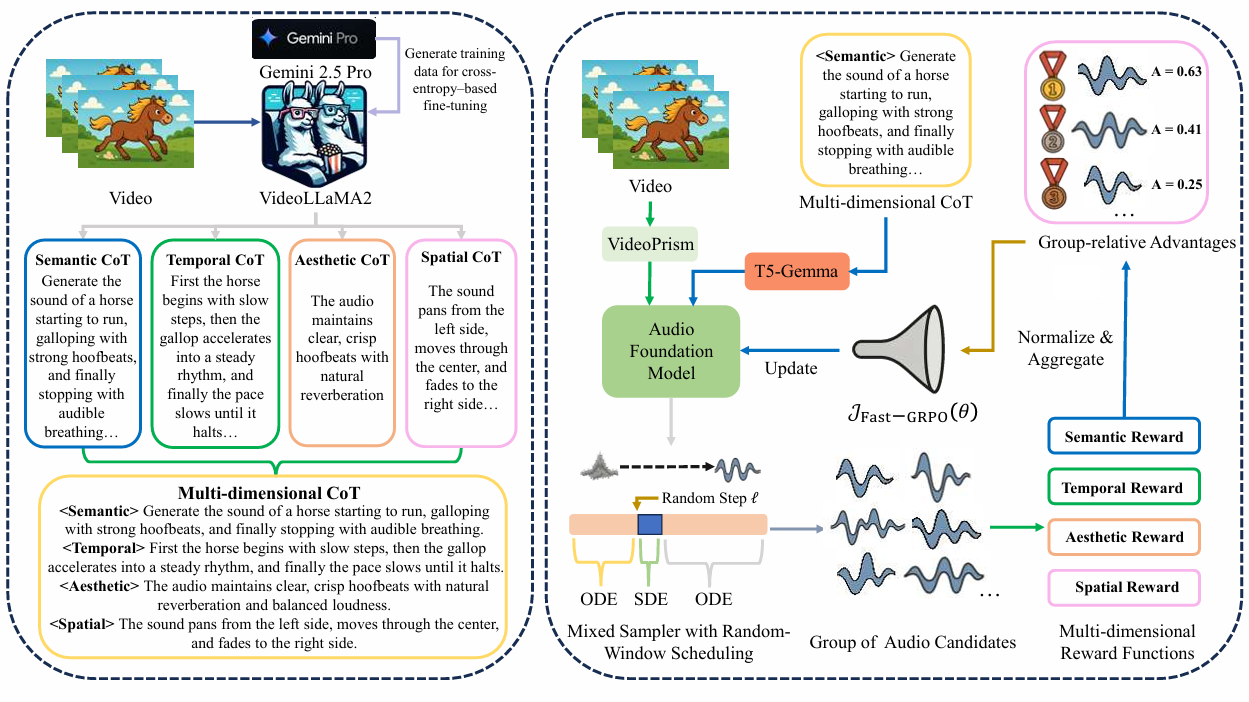 Gemini Pro
Gemini 2.5 Pro
Generate training
data for cross-
entropy–based
fine-tuning
Video
VideoLLaMA2
Semantic CoT
Generate the
sound of a horse
starting to run,
galloping with
strong hoofbeats,
and finally
stopping with
audible
breathing…
Temporal CoT
First the horse
begins with slow
steps, then the
gallop accelerates
into a steady
rhythm, and
finally the pace
slows until it
halts…
Aesthetic CoT
The audio
maintains
clear, crisp
hoofbeats with
natural
reverberation
Spatial CoT
The sound
pans from the
left side,
moves through
the center, and
fades to the
right side…
Multi-dimensional CoT
<Semantic> Generate the sound of a horse starting to run, galloping
with strong hoofbeats, and finally stopping with audible breathing.
<Temporal> First the horse begins with slow steps, then the gallop
accelerates into a steady rhythm, and finally the pace slows until it halts.
<Aesthetic> The audio maintains clear, crisp hoofbeats with natural
reverberation and balanced loudness.
<Spatial> The sound pans from the left side, moves through the center,
and fades to the right side.
Video
VideoPrism
<Semantic> Generate
the sound of a horse
starting to run,
galloping with strong
hoofbeats, and finally
stopping with audible
breathing…
Multi-dimensional CoT
T5-Gemma
Audio
Foundation
Model
Update
𝒥Fast−GRPO(θ)
1
A = 0.63
2
A = 0.41
3
A = 0.25
…
Group-relative Advantages
Normalize &
Aggregate
Random Step ℓ
ODE
SDE
ODE
Mixed Sampler with Random-
Window Scheduling
…
Group of Audio Candidates
Semantic Reward
Temporal Reward
Aesthetic Reward
Spatial Reward
Multi-dimensional
Reward Functions